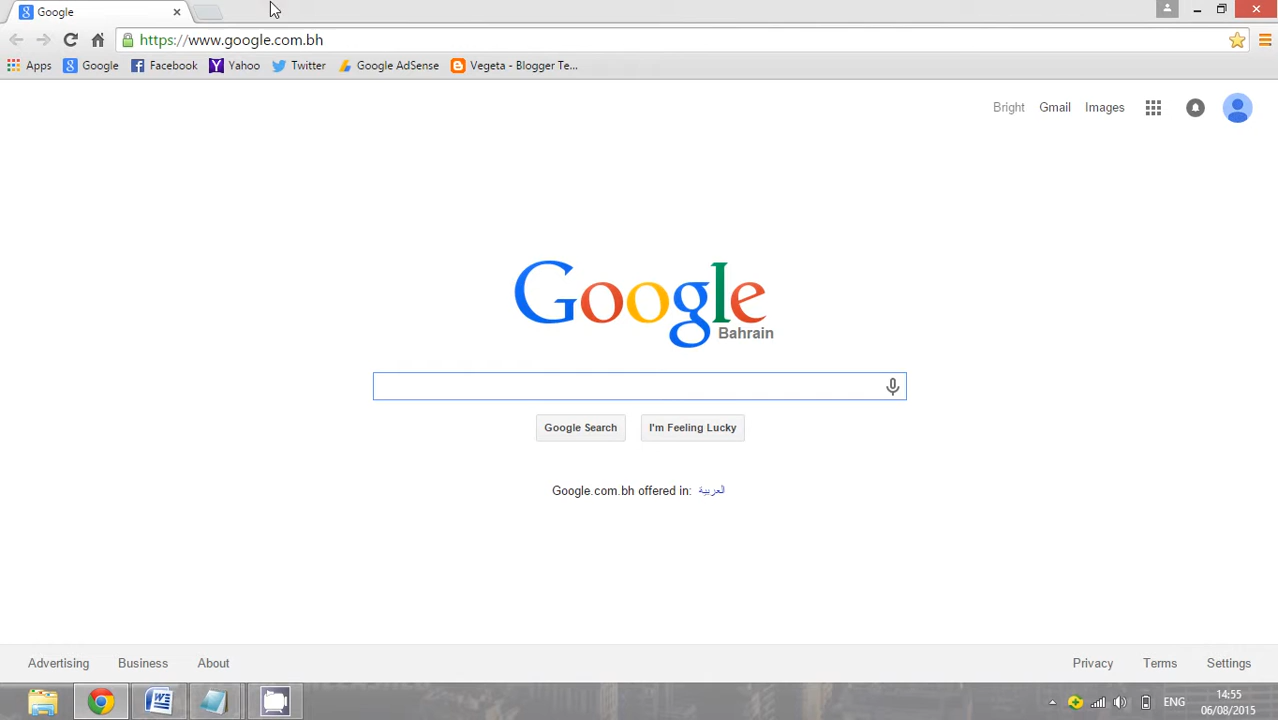 Google
https://www.google.com.bh
Apps Google Facebook Yahoo Twitter Google AdSense Vegeta - Blogger Te...
Bright Gmail Images
Google
Bahrain
Google Search I'm Feeling Lucky
Google.com.bh offered in: العربية
Advertising Business About Privacy Terms Settings
ENG 14:55
06/08/2015